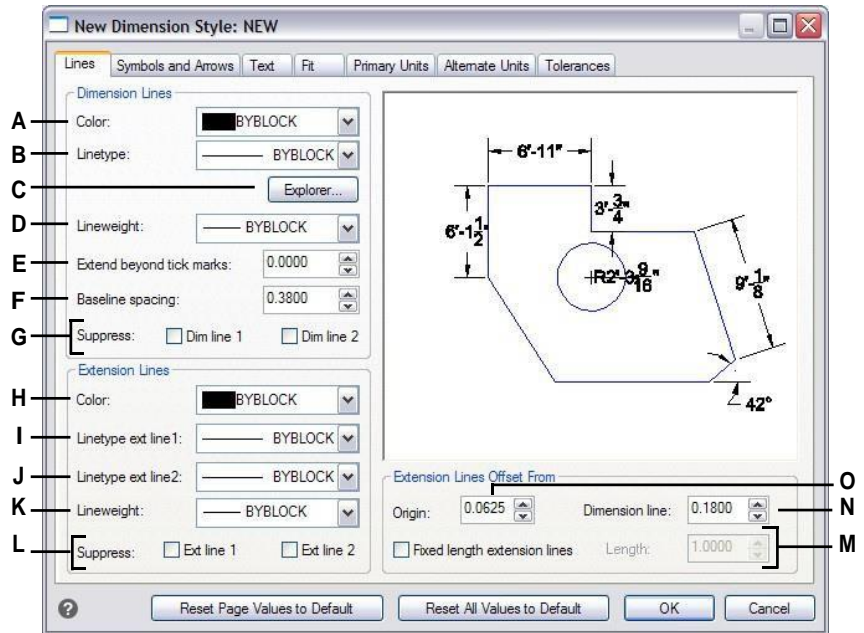 New Dimension Style: NEW
Lines Symbols and Arrows Text Fit Primary Units Alternate Units Tolerances
Dimension Lines
A Color: BYBLOCK
B Linetype: BYBLOCK
C Explorer...
D Lineweight: BYBLOCK
E Extend beyond tick marks: 0.0000
F Baseline spacing: 0.3800
G Suppress: Dim line 1 Dim line 2
Extension Lines
H Color: BYBLOCK
I Linetype ext line1: BYBLOCK
J Linetype ext line2: BYBLOCK
K Lineweight: BYBLOCK
L Suppress: Ext line 1 Ext line 2
6'-11"
3'-3/4"
6'-1 1/2"
R2'-3 9/16"
9'-1/8"
42°
Extension Lines Offset From
O
Origin: 0.0625 Dimension line: 0.1800 N
Fixed length extension lines Length: 1.0000 M
? Reset Page Values to Default Reset All Values to Default OK Cancel